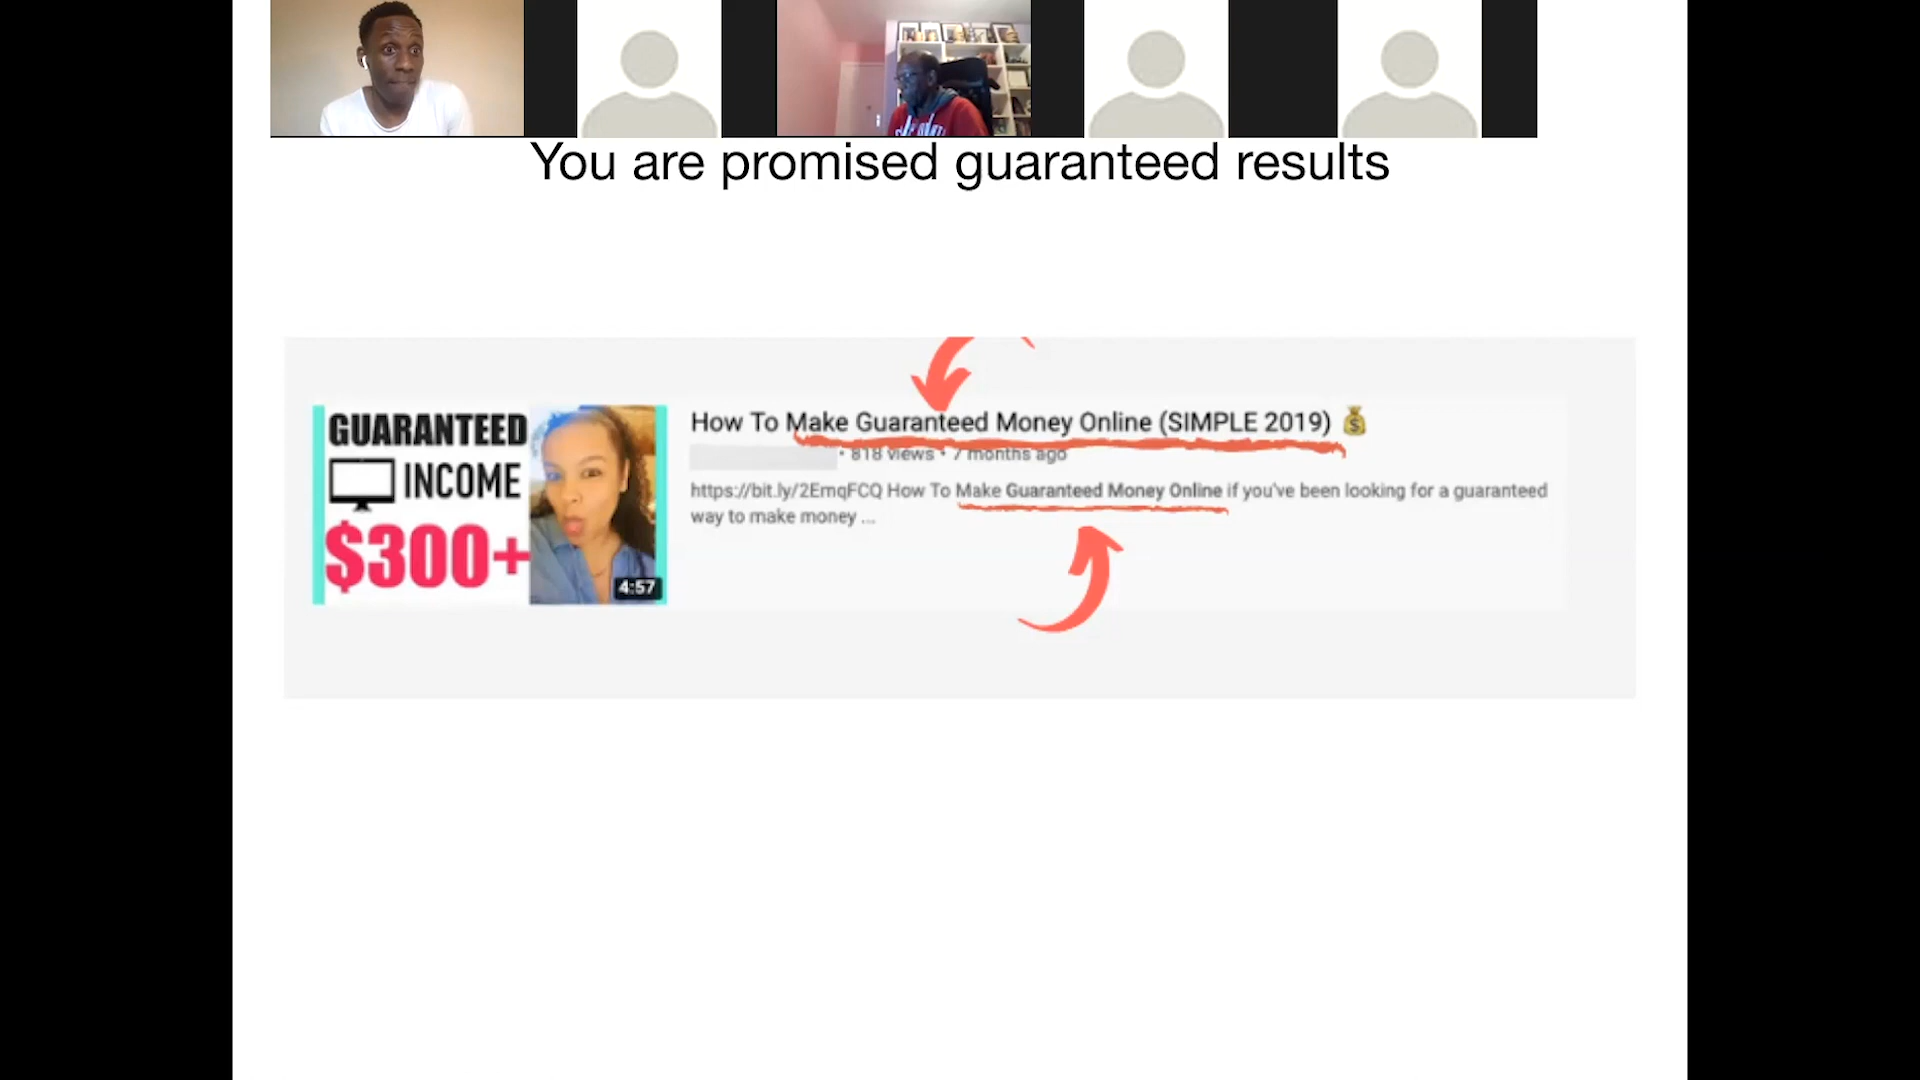 You are promised guaranteed results
GUARANTEED
INCOME
$300+
4:57
How To Make Guaranteed Money Online (SIMPLE 2019) 💰
• 818 views • 7 months ago
https://bit.ly/2EmqFCQ How To Make Guaranteed Money Online if you've been looking for a guaranteed
way to make money ...